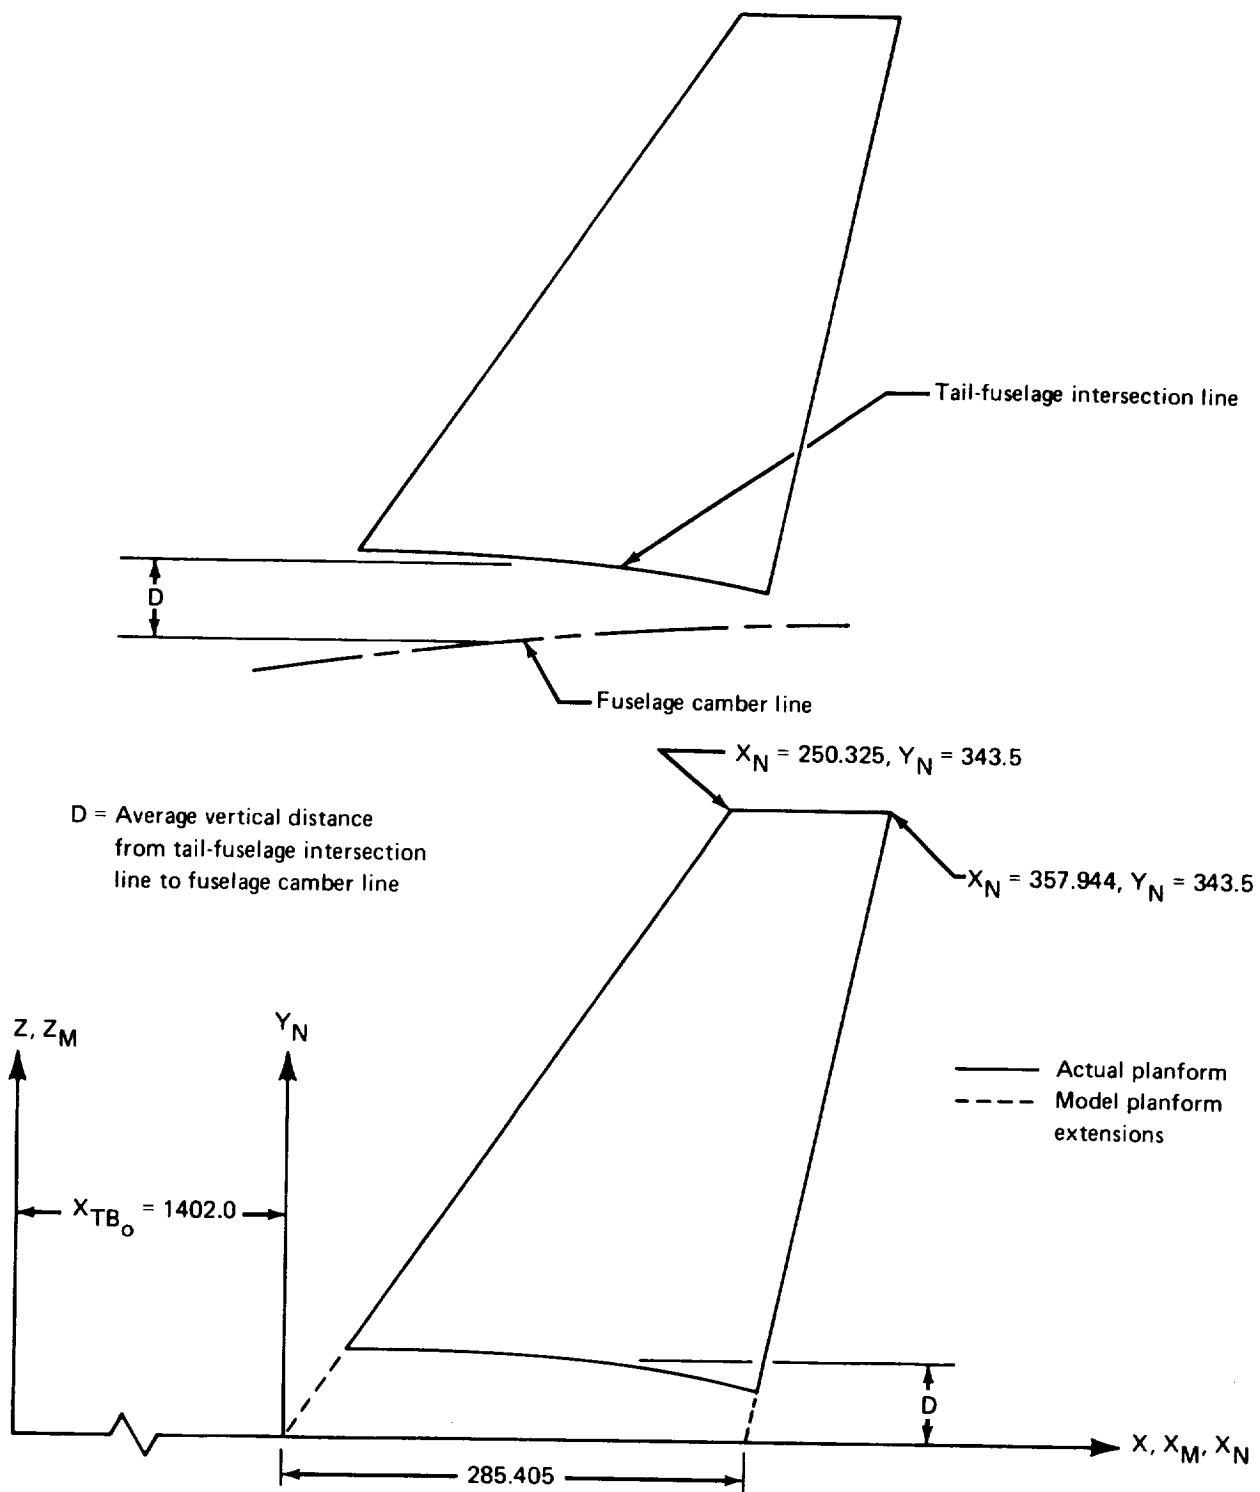 Tail-fuselage intersection line
D
Fuselage camber line
X_N = 250.325, Y_N = 343.5
D = Average vertical distance
from tail-fuselage intersection
line to fuselage camber line
X_N = 357.944, Y_N = 343.5
Z, Z_M
Y_N
Actual planform
Model planform
extensions
X_TB_o = 1402.0
D
X, X_M, X_N
285.405